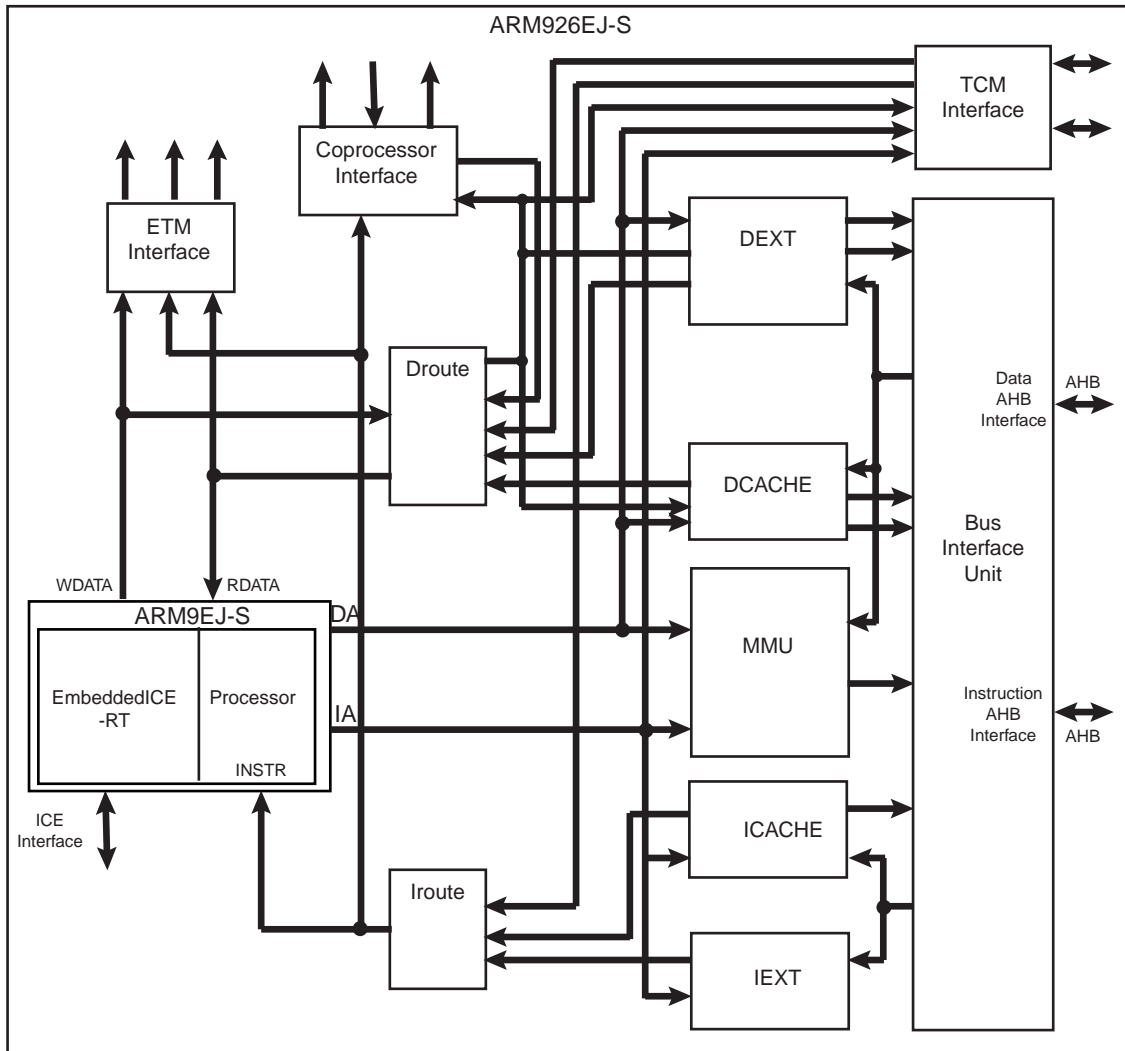 ARM926EJ-S
TCM
Interface
Coprocessor
Interface
ETM
Interface
DEXT
Droute
Data
AHB
Interface
AHB
DCACHE
Bus
Interface
Unit
WDATA
RDATA
ARM9EJ-S
DA
MMU
EmbeddedICE
-RT
Processor
IA
INSTR
Instruction
AHB
Interface
AHB
ICE
Interface
ICACHE
Iroute
IEXT